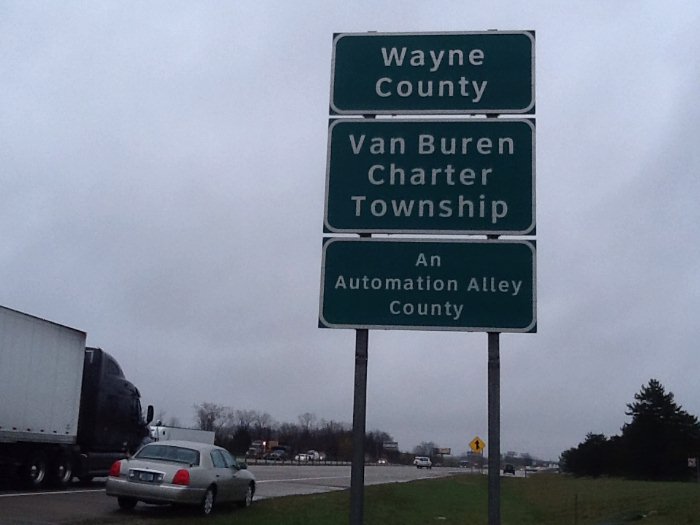 Wayne
County
Van Buren
Charter
Township
An
Automation Alley
County